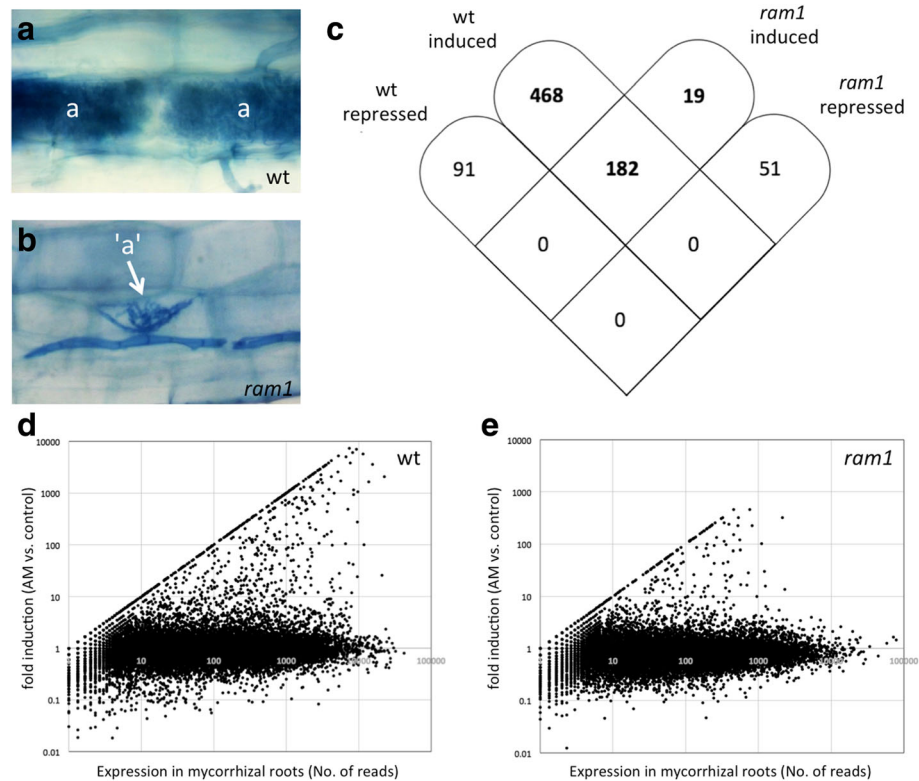 a
a
a
wt
b
'a'
ram1
c
wt
induced
ram1
induced
wt
repressed
ram1
repressed
468
19
91
182
51
0
0
0
d
wt
10000
1000
100
10
1
0.1
0.01
10
100
1000
100000
fold induction (AM vs. control)
Expression in mycorrhizal roots (No. of reads)
e
ram1
10000
1000
100
10
1
0.1
0.01
10
100
1000
10000
100000
fold induction (AM vs. control)
Expression in mycorrhizal roots (No. of reads)